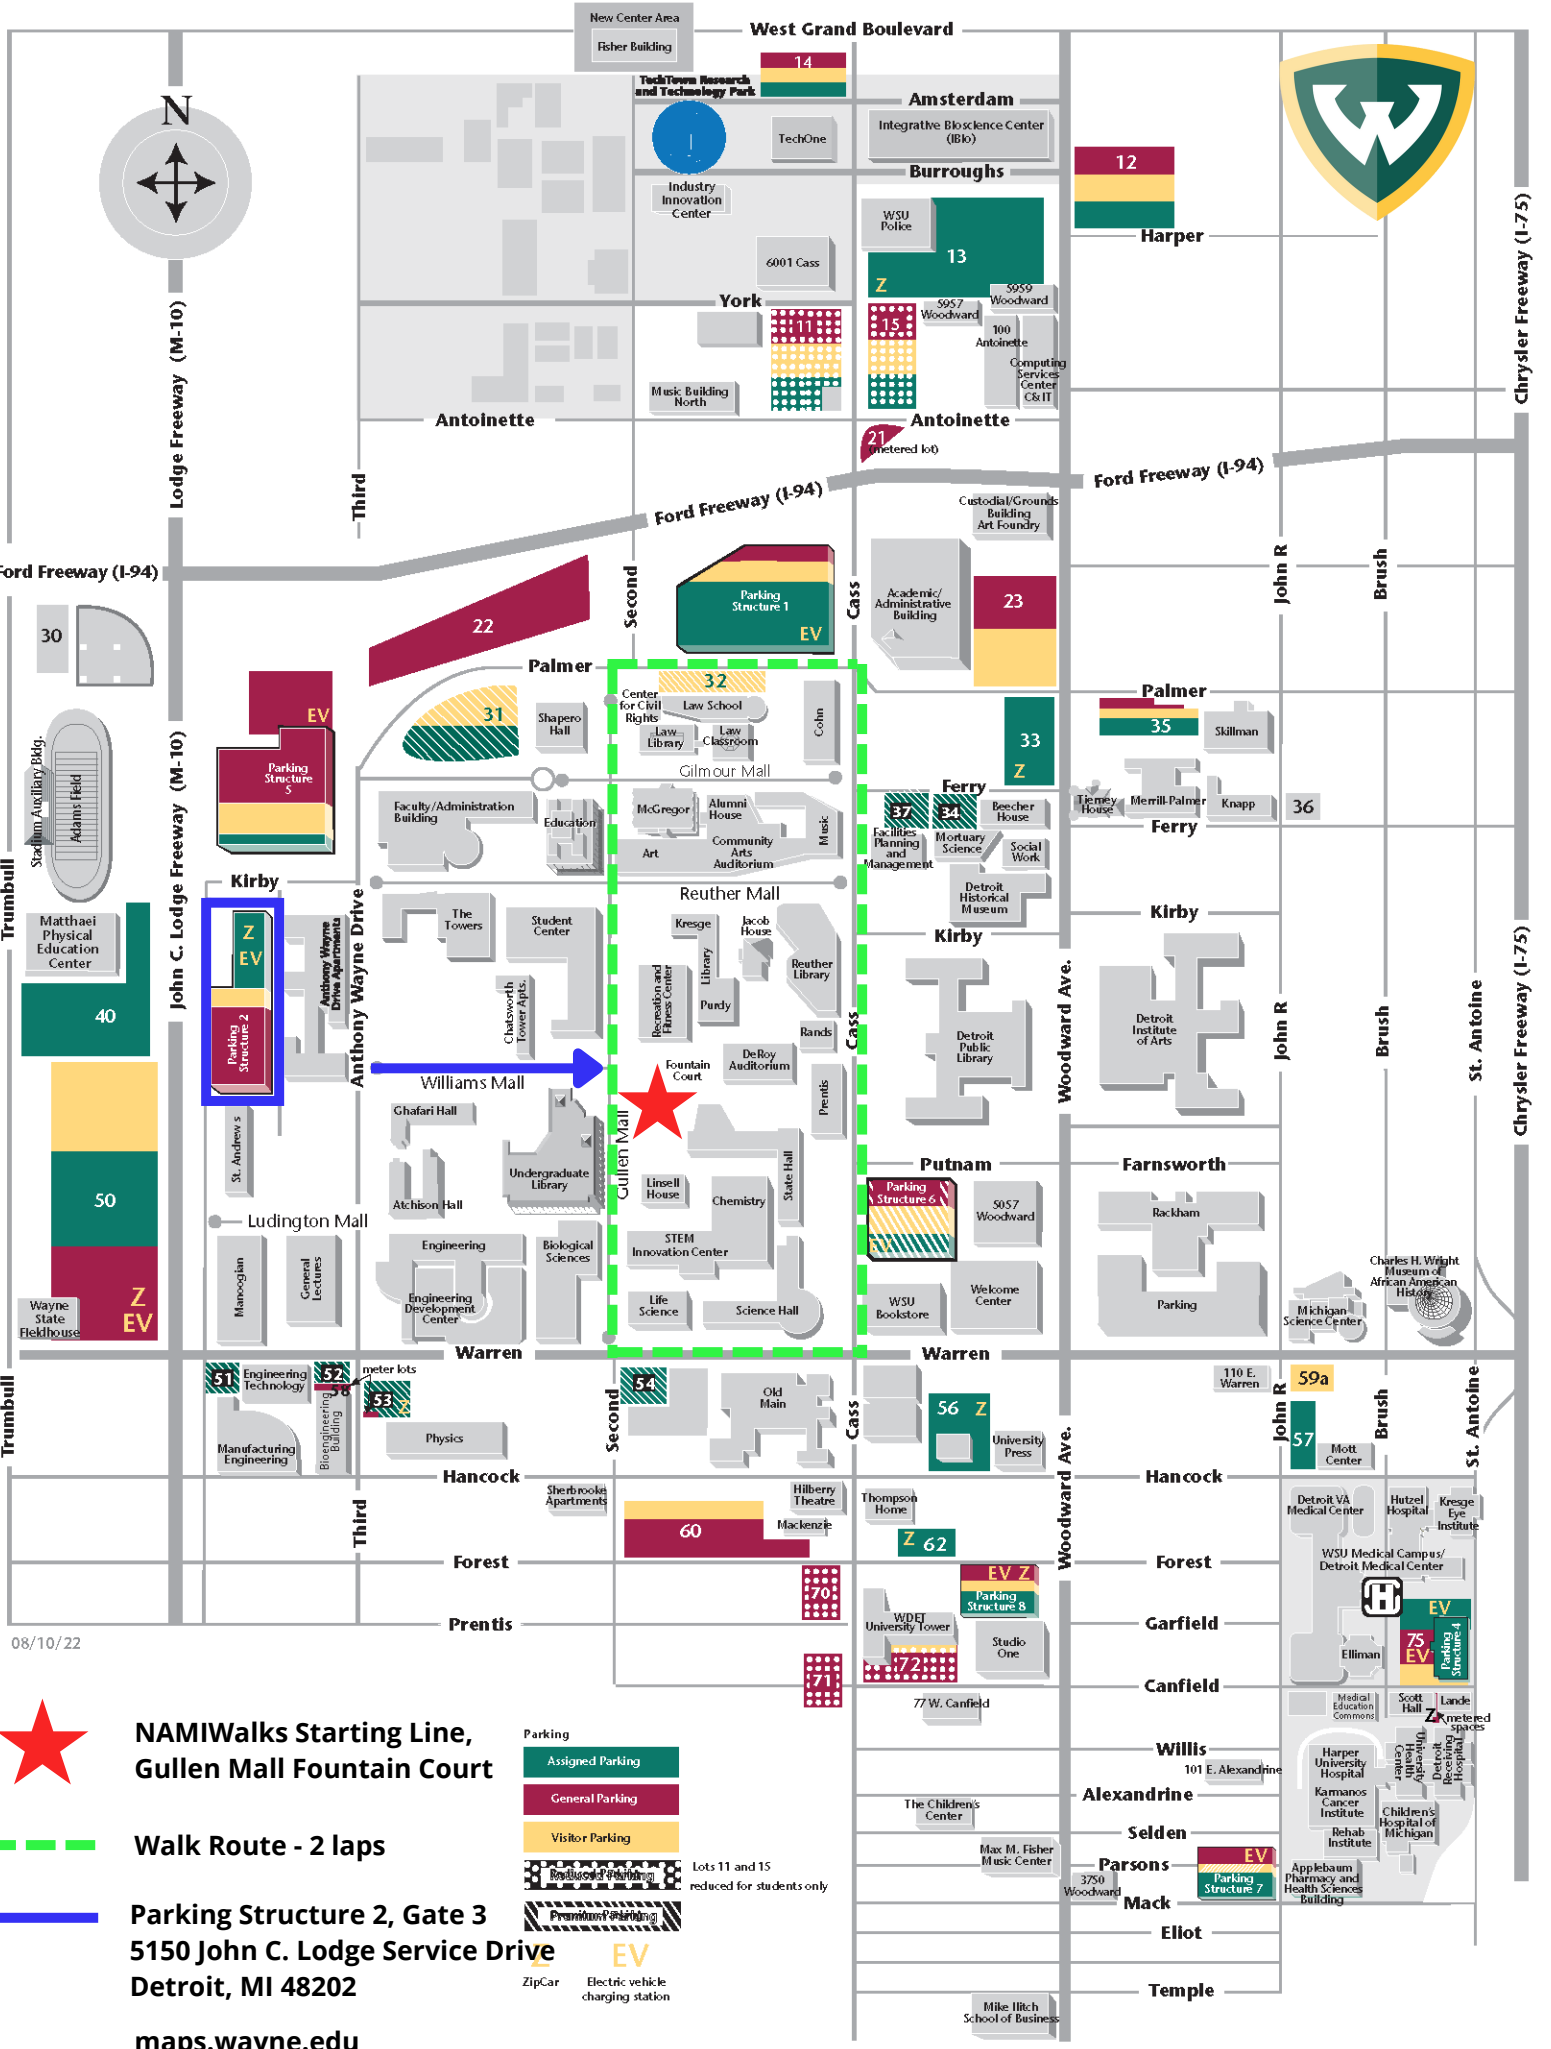 New Center Area
Fisher Building
West Grand Boulevard
TechTown Research
and Technology Park
14
Amsterdam
N
TechOne
Integrative Bioscience Center
(IBio)
12
Burroughs
Industry
Innovation
Center
WSU
Police
Harper
13
6001 Cass
Z
5959
Woodward
York
5957
Woodward
11
15
100
Antoinette
Computing
Services
Center
C&IT
Music Building
North
Lodge Freeway (M-10)
Chrysler Freeway (I-75)
Antoinette
Antoinette
21
(metered lot)
Third
Ford Freeway (I-94)
Ford Freeway (I-94)
Custodial/Grounds
Building
Art Foundry
Ford Freeway (I-94)
Second
Cass
John R
Brush
Parking
Structure 1
EV
Academic/
Administrative
Building
23
30
22
Palmer
Palmer
32
Center
for Civil
Rights
Law School
Law
Library
Law
Classroom
Cohn
31
Shapero
Hall
EV
33
Z
35
Skillman
Gilmour Mall
Parking
Structure
5
Stadium Auxiliary Bldg.
Adams Field
John C. Lodge Freeway (M-10)
Faculty/Administration
Building
Education
McGregor
Alumni
House
Music
Art
Community
Arts
Auditorium
Ferry
37
34
Beecher
House
Tierney
House
Merrill-Palmer
Knapp
36
Ferry
Facilities
Planning
and
Management
Mortuary
Science
Social
Work
Trumbull
Kirby
Reuther Mall
Detroit
Historical
Museum
Kirby
Kirby
Matthaei
Physical
Education
Center
Z
EV
Anthony Wayne
Drive Apartments
Anthony Wayne Drive
The
Towers
Student
Center
Kresge
Library
Jacob
House
Reuther
Library
Recreation and
Fitness Center
Purdy
Chatsworth
Tower Apts.
40
Parking
Structure 2
Rands
Cass
Detroit
Public
Library
Woodward Ave.
Detroit
Institute
of Arts
John R
Brush
St. Antoine
Chrysler Freeway (I-75)
Fountain
Court
DeRoy
Auditorium
Williams Mall
Prentis
Ghafari Hall
St. Andrew s
Gullen Mall
Putnam
Farnsworth
Undergraduate
Library
Atchison Hall
Linsell
House
Chemistry
State Hall
Parking
Structure 6
EV
5057
Woodward
Rackham
50
Ludington Mall
Engineering
Biological
Sciences
STEM
Innovation Center
Manoogian
General
Lectures
Engineering
Development
Center
Life
Science
Science Hall
WSU
Bookstore
Welcome
Center
Parking
Charles H. Wright
Museum of
African American
History
Michigan
Science Center
Wayne
State
Fieldhouse
Z
EV
Warren
Warren
51
Engineering
Technology
52
58
meter lots
53
Z
54
Old
Main
110 E.
Warren
59a
Trumbull
Bioengineering
Building
Manufacturing
Engineering
Physics
Second
Cass
56
Z
University
Press
Woodward Ave.
John R
57
Mott
Center
Brush
St. Antoine
Hancock
Hancock
Sherbrooke
Apartments
Hilberry
Theatre
Mackenzie
Thompson
Home
Detroit VA
Medical Center
Hutzel
Hospital
Kresge
Eye
Institute
Third
60
Z
62
Forest
Forest
WSU Medical Campus/
Detroit Medical Center
H
70
EV Z
Parking
Structure 8
EV
75
EV
Parking
Structure 4
Prentis
WDET
University Tower
Garfield
Studio
One
Elliman
08/10/22
71
72
Canfield
77 W. Canfield
Medical
Education
Commons
Scott
Hall
Lande
Z
metered
spaces
NAMIWalks Starting Line,
Gullen Mall Fountain Court
Parking
Assigned Parking
General Parking
Visitor Parking
Reduced Parking
Lots 11 and 15
reduced for students only
Premium Parking
Z
EV
ZipCar
Electric vehicle
charging station
Willis
101 E. Alexandrine
Harper
University
Hospital
University
Health
Center
Detroit
Receiving
Hospital
Alexandrine
Karmanos
Cancer
Institute
The Children's
Center
Children's
Hospital of
Michigan
Selden
Rehab
Institute
Walk Route - 2 laps
Max M. Fisher
Music Center
Parsons
EV
Parking
Structure 7
Applebaum
Pharmacy and
Health Sciences
Building
3750
Woodward
Mack
Parking Structure 2, Gate 3
5150 John C. Lodge Service Drive
Detroit, MI 48202
Eliot
Temple
Mike Ilitch
School of Business
maps.wayne.edu